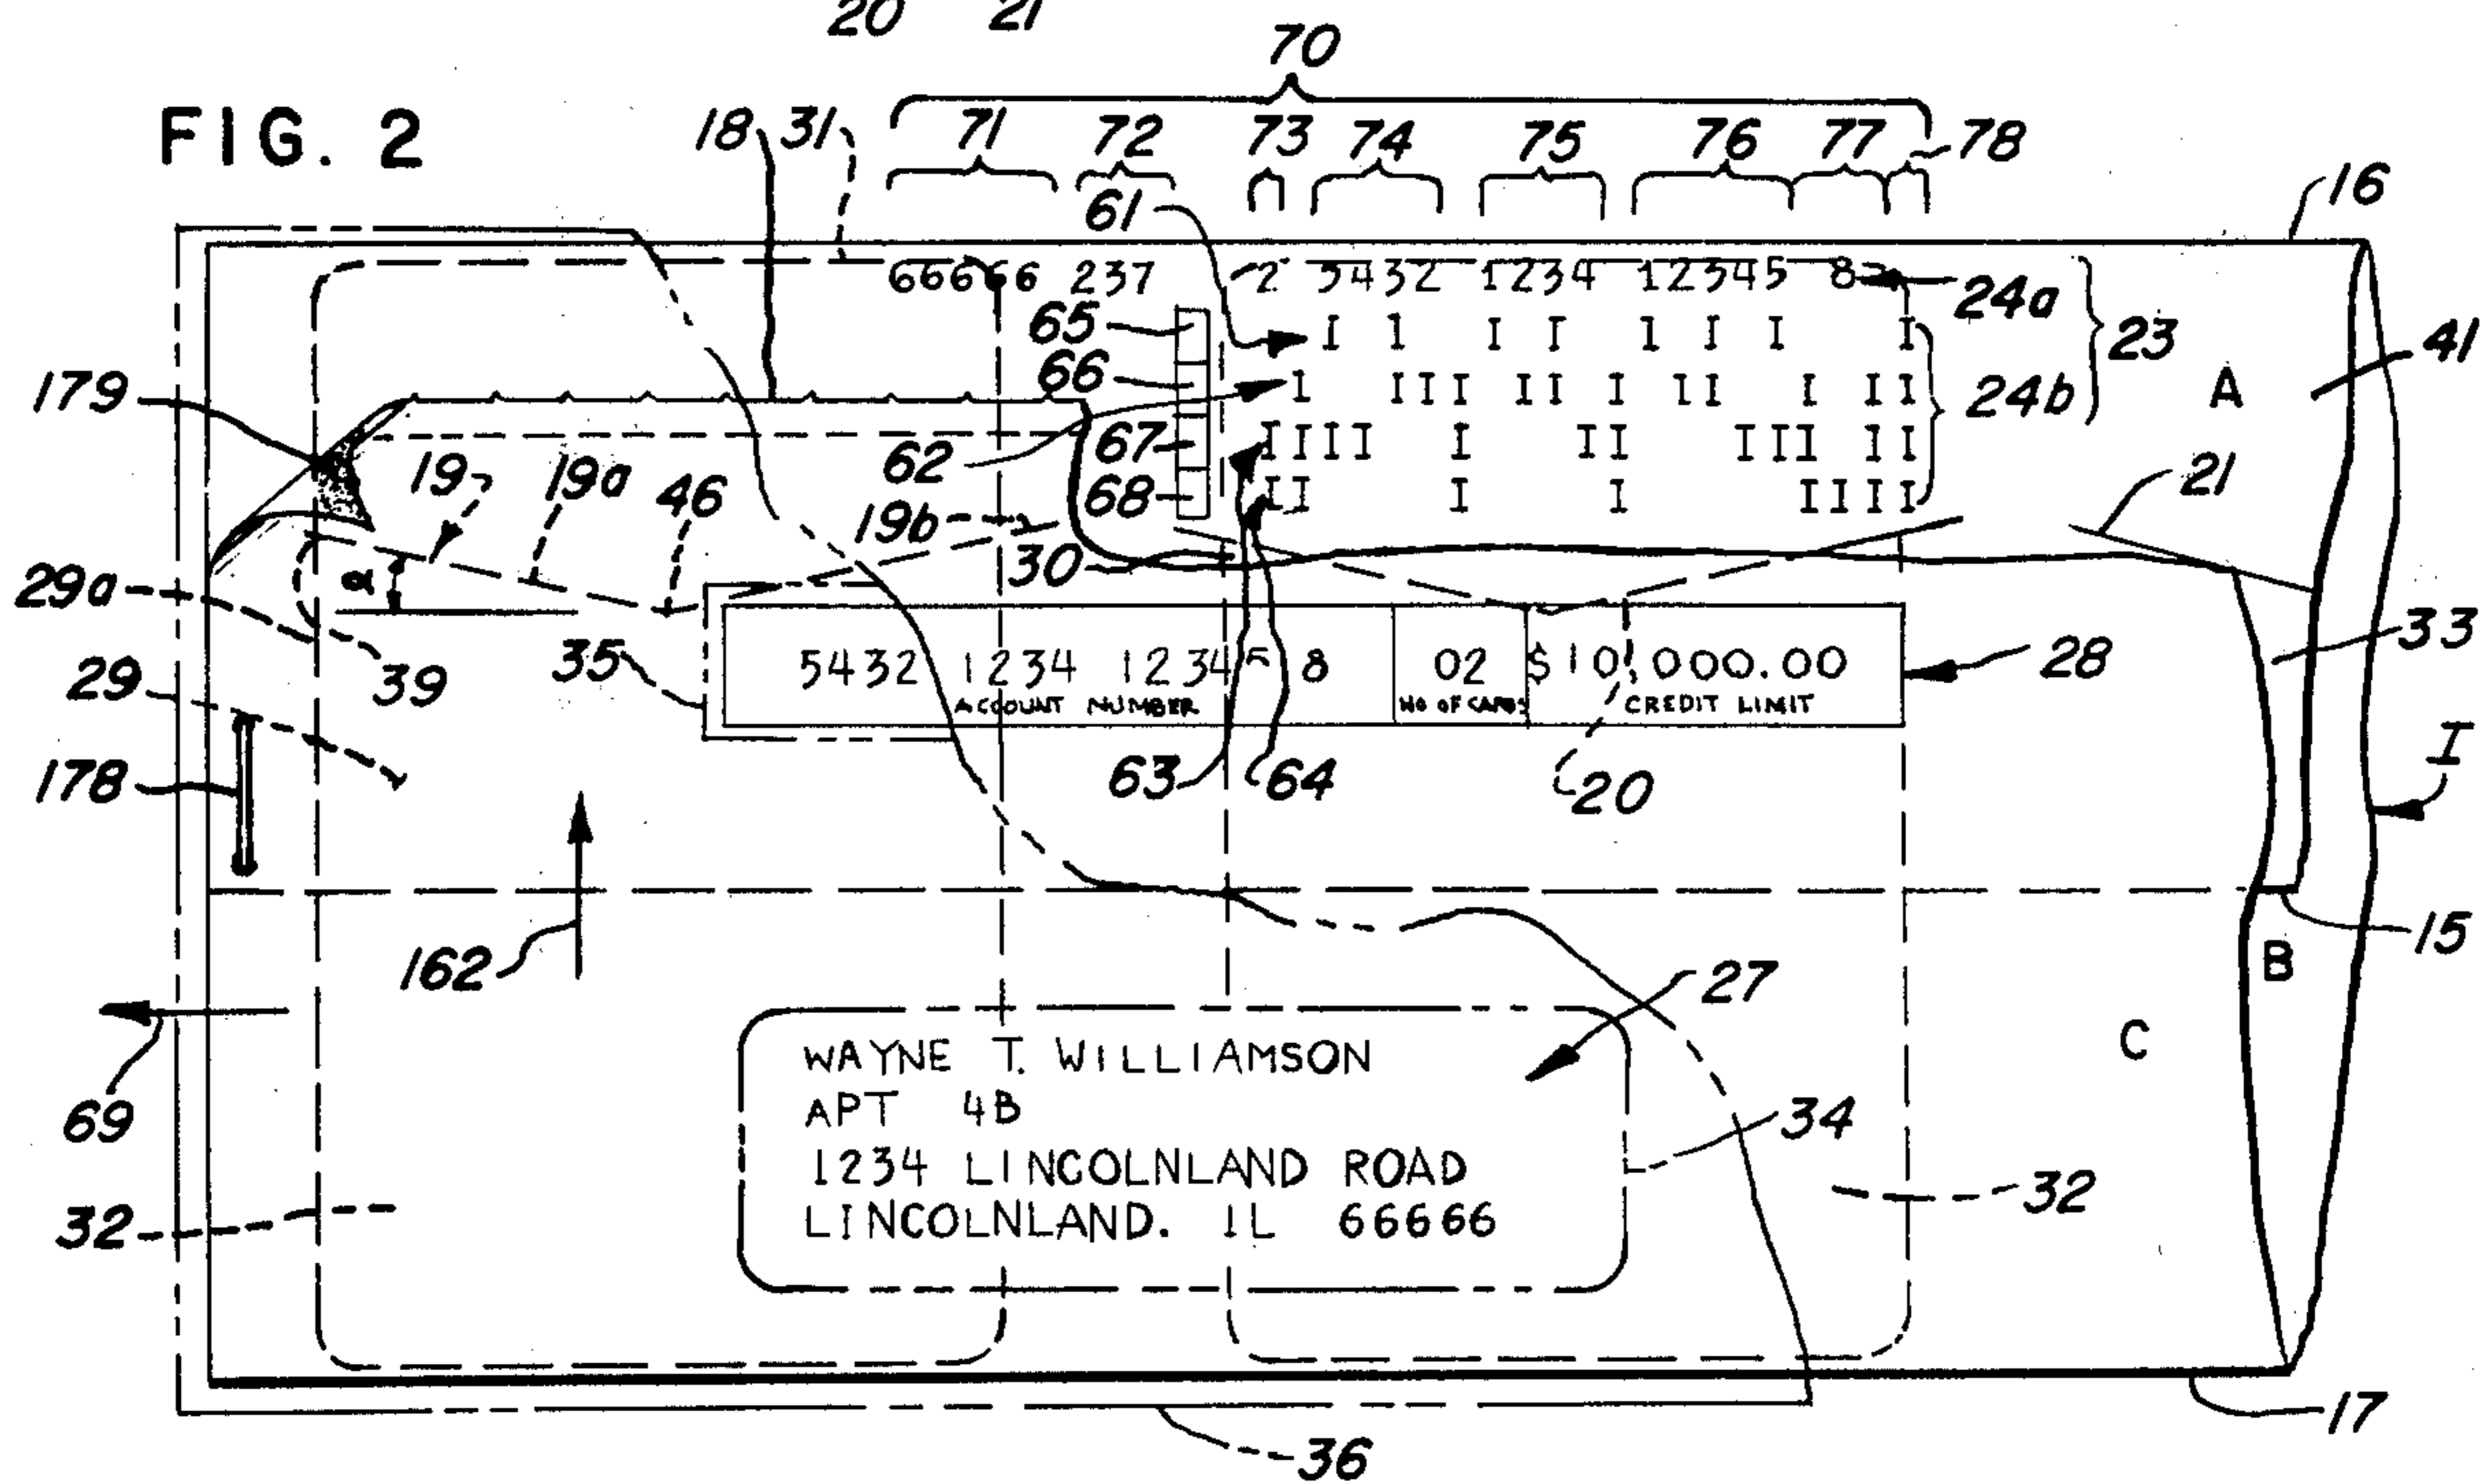 20 21
70
FIG. 2
18 31 71 72 73 74 75 76 77 78
61 16
66666 237 2 5432 1234 12345 8 24a
65 I I I I I I I I 23
66 I I I I I I I I I I I I 24b A 41
179
62 67 I I I I I I I I I I I I
19 19a 46 68 I I I I I I I I 21
19b
30
α
29a
33
35 5432 1234 1234 8 02 $10,000.00 28
29 39 ACCOUNT NUMBER NO OF CARDS CREDIT LIMIT
I
178 63 64 20
15
162 B
27
C
69
WAYNE T. WILLIAMSON
APT 4B
34
1234 LINCOLNLAND ROAD
32 LINCOLNLAND. IL 66666 32
17
36